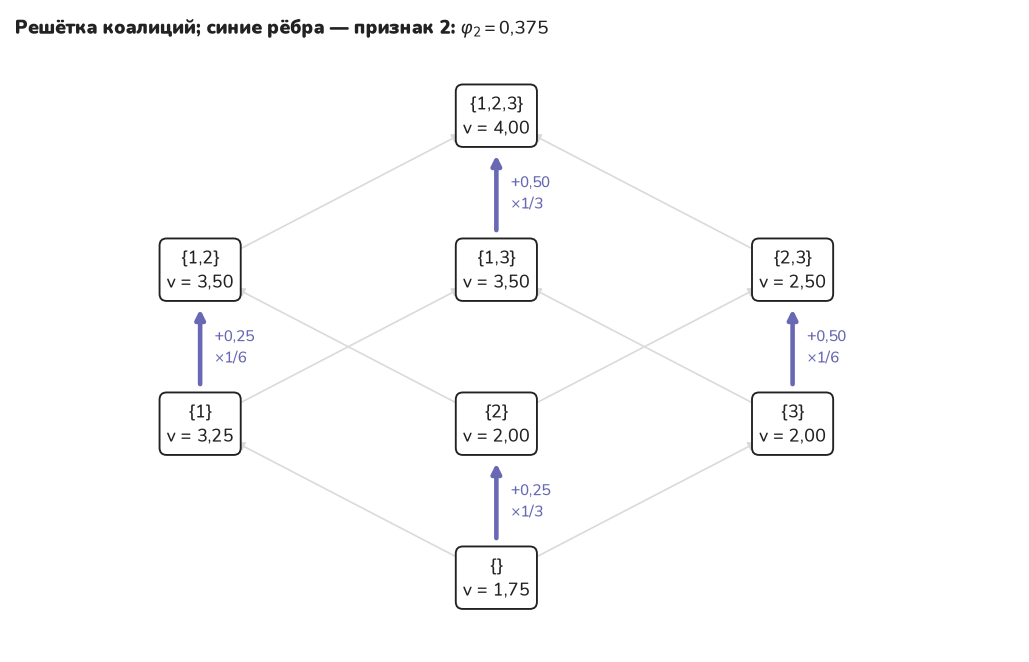 Решётка коалиций; синие рёбра — признак 2: φ₂ = 0,375
{1,2,3}
v = 4,00
+0,50
×1/3
{1,2}
v = 3,50
{1,3}
v = 3,50
{2,3}
v = 2,50
+0,25
×1/6
+0,50
×1/6
{1}
v = 3,25
{2}
v = 2,00
{3}
v = 2,00
+0,25
×1/3
{}
v = 1,75